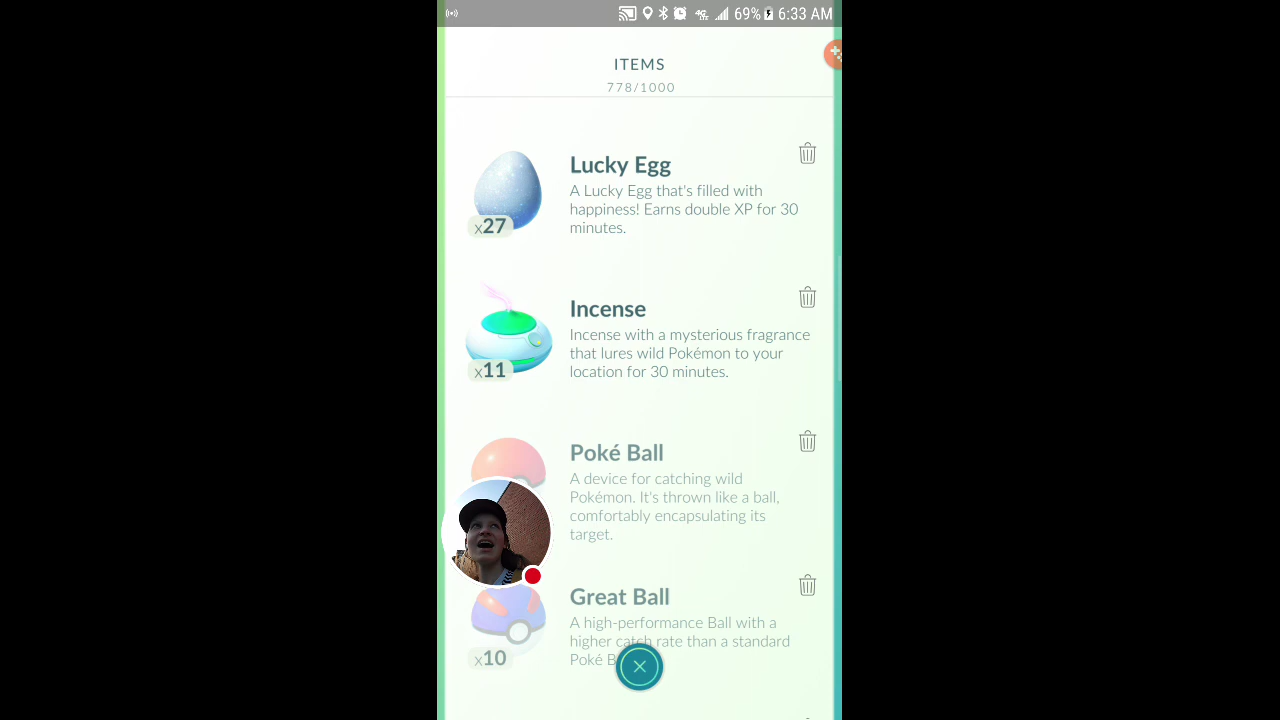 69% 6:33 AM
ITEMS
778/1000
Lucky Egg
A Lucky Egg that's filled with
happiness! Earns double XP for 30
minutes.
x27
Incense
Incense with a mysterious fragrance
that lures wild Pokémon to your
location for 30 minutes.
x11
Poké Ball
A device for catching wild
Pokémon. It's thrown like a ball,
comfortably encapsulating its
target.
Great Ball
A high-performance Ball with a
higher catch rate than a standard
Poké B
x10